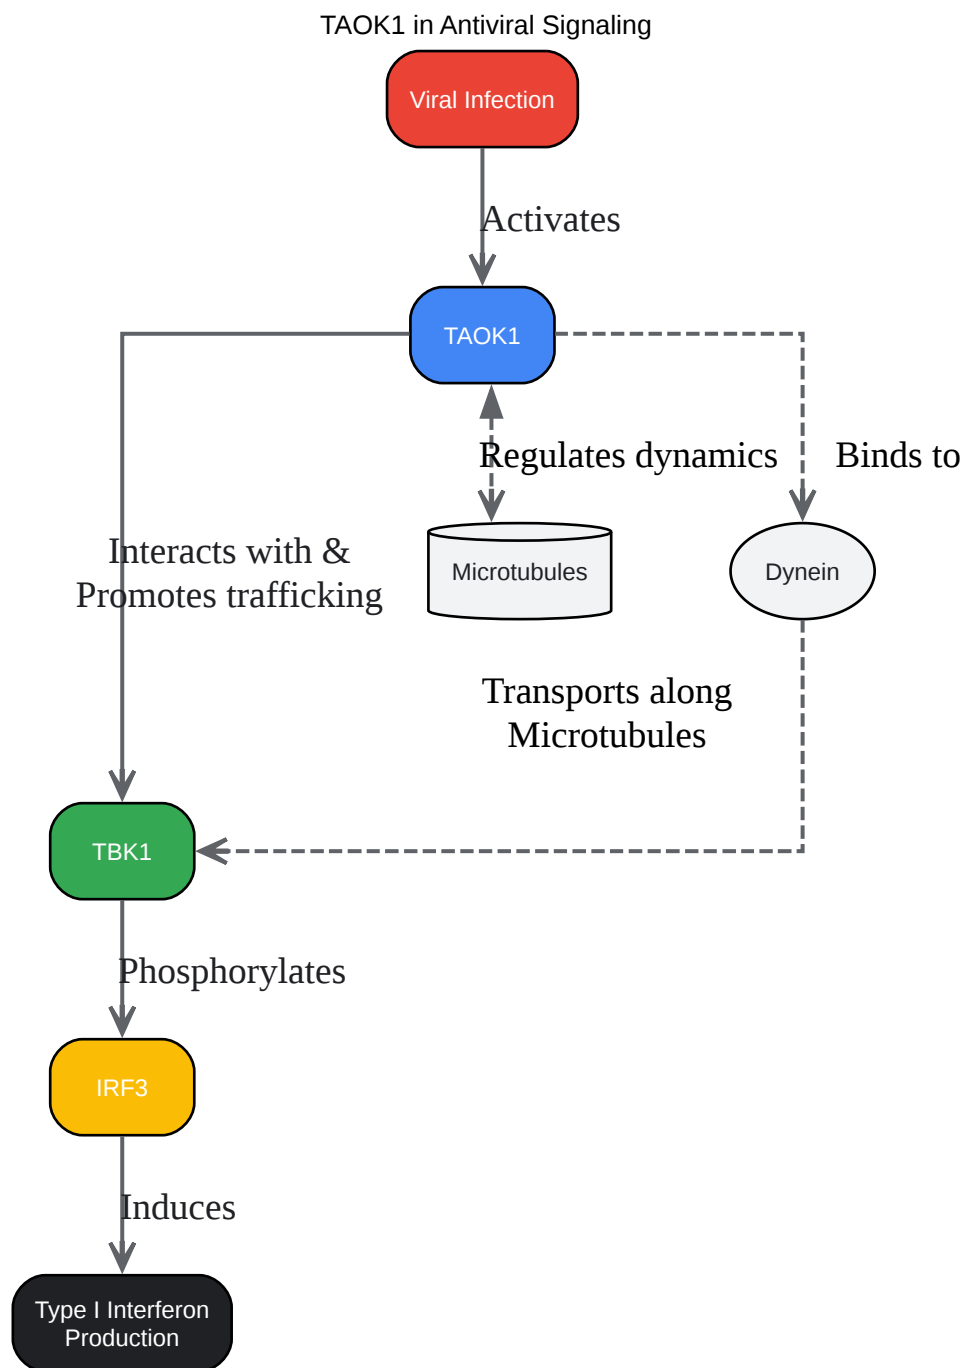 TAOK1 in Antiviral Signaling
Viral Infection
Activates
TAOK1
Regulates dynamics
Binds to
Interacts with &
Promotes trafficking
Microtubules
Dynein
Transports along
Microtubules
TBK1
Phosphorylates
IRF3
Induces
Type I Interferon
Production